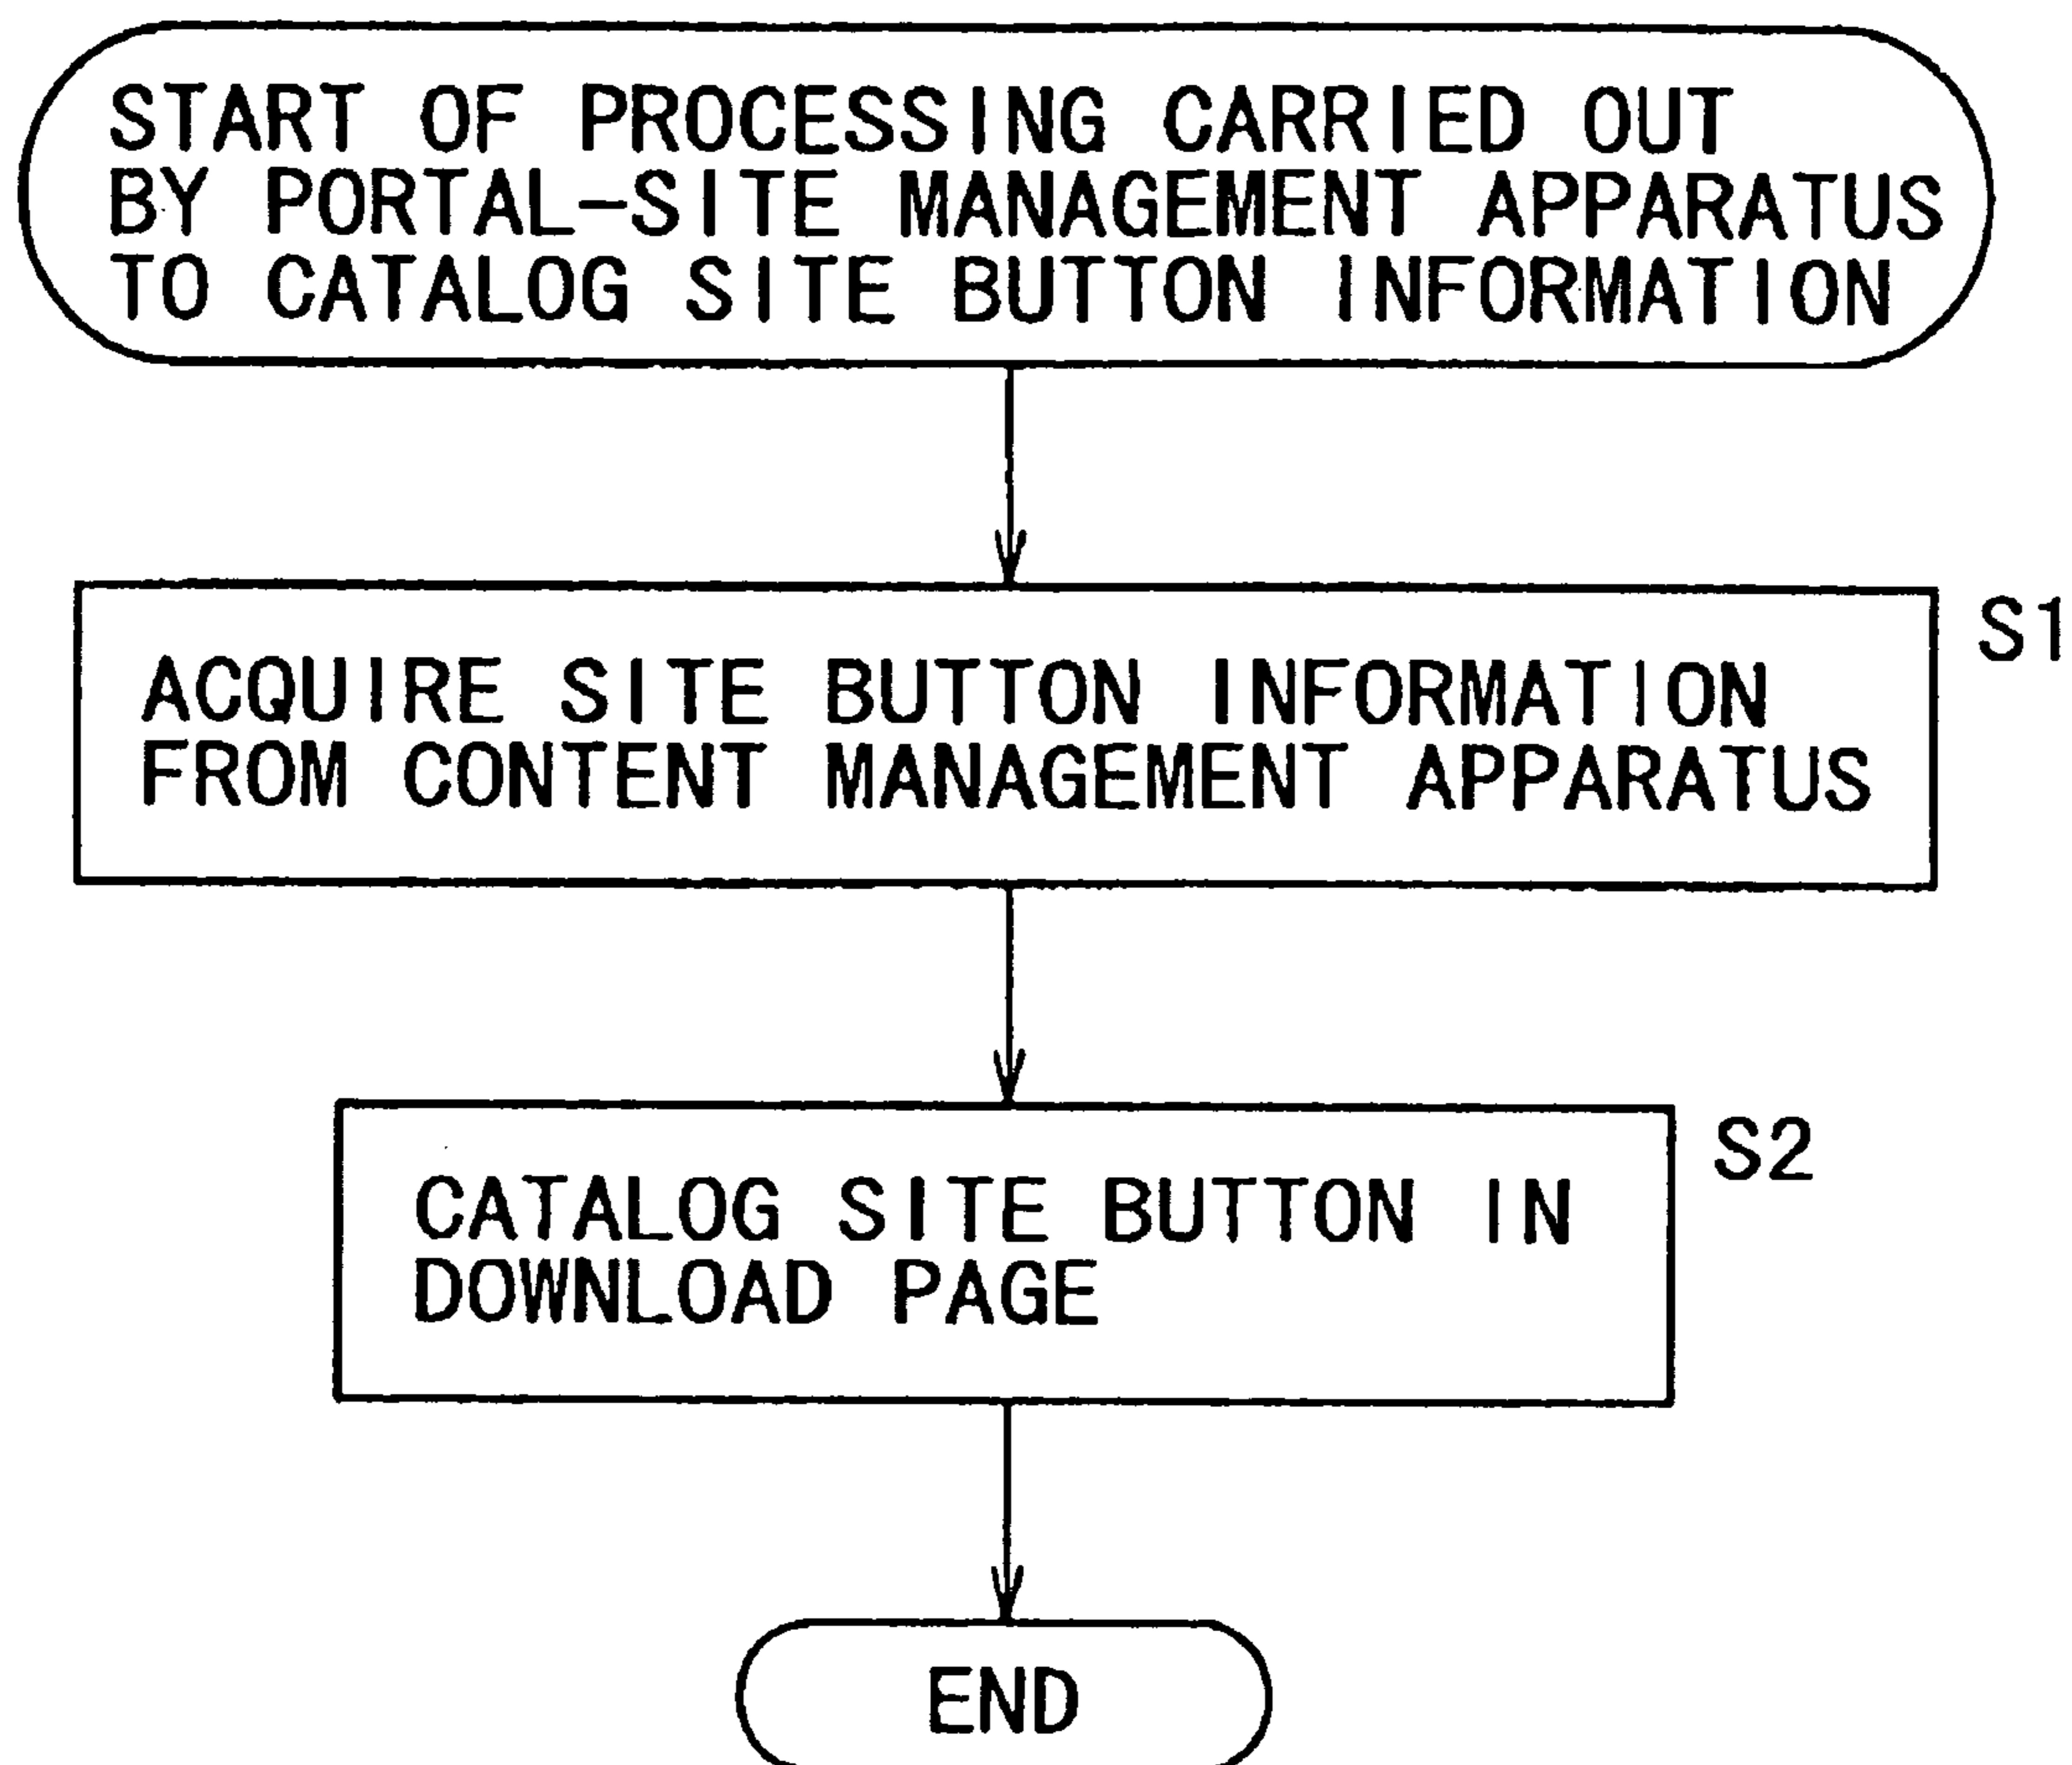 START OF PROCESSING CARRIED OUT
BY PORTAL-SITE MANAGEMENT APPARATUS
TO CATALOG SITE BUTTON INFORMATION
S1
ACQUIRE SITE BUTTON INFORMATION
FROM CONTENT MANAGEMENT APPARATUS
S2
CATALOG SITE BUTTON IN
DOWNLOAD PAGE
END